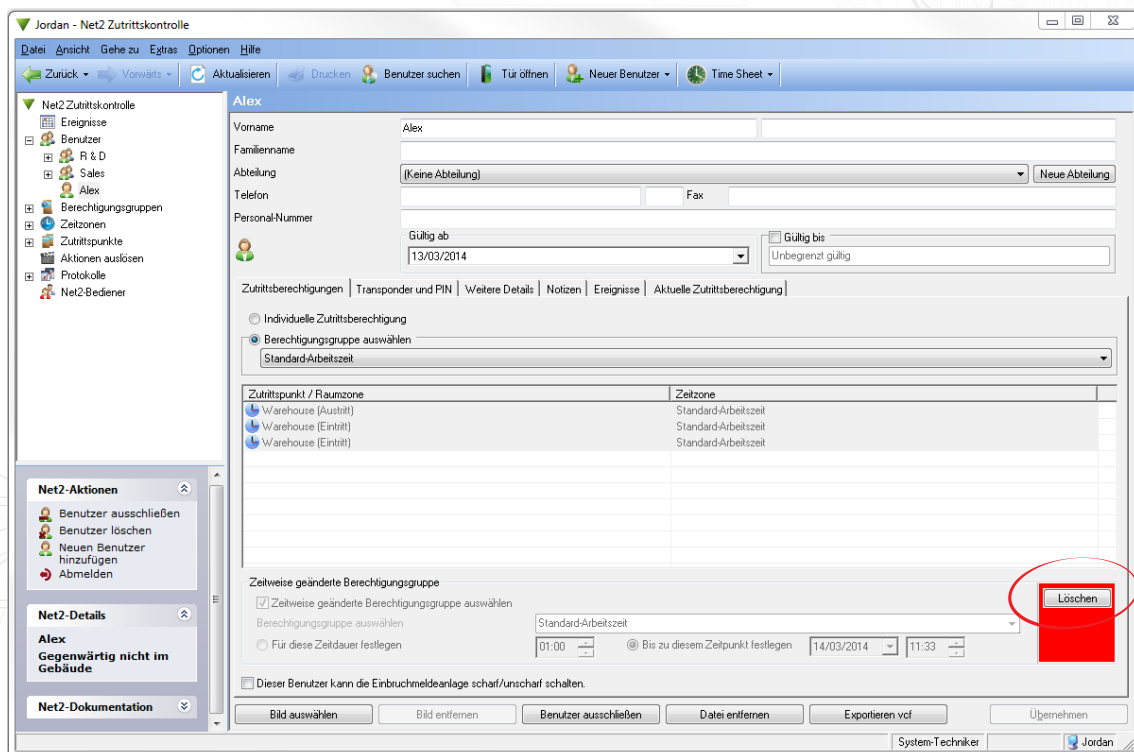 Jordan - Net2 Zutrittskontrolle
Datei Ansicht Gehe zu Extras Optionen Hilfe
Zurück Vorwärts Aktualisieren Drucken Benutzer suchen Tür öffnen Neuer Benutzer Time Sheet
Net2 Zutrittskontrolle
Ereignisse
Benutzer
R & D
Sales
Alex
Berechtigungsgruppen
Zeitzonen
Zutrittspunkte
Aktionen auslösen
Protokolle
Net2-Bediener
Net2-Aktionen
Benutzer ausschließen
Benutzer löschen
Neuen Benutzer
hinzufügen
Abmelden
Net2-Details
Alex
Gegenwärtig nicht im
Gebäude
Net2-Dokumentation
Alex
Vorname Alex
Familienname
Abteilung (Keine Abteilung) Neue Abteilung
Telefon Fax
Personal-Nummer
Gültig ab Gültig bis
13/03/2014 Unbegrenzt gültig
Zutrittsberechtigungen Transponder und PIN Weitere Details Notizen Ereignisse Aktuelle Zutrittsberechtigung
Individuelle Zutrittsberechtigung
Berechtigungsgruppe auswählen
Standard-Arbeitszeit
Zutrittspunkt / Raumzone Zeitzone
Warehouse (Austritt) Standard-Arbeitszeit
Warehouse (Eintritt) Standard-Arbeitszeit
Warehouse (Eintritt) Standard-Arbeitszeit
Zeitweise geänderte Berechtigungsgruppe
Zeitweise geänderte Berechtigungsgruppe auswählen Löschen
Berechtigungsgruppe auswählen Standard-Arbeitszeit
Für diese Zeitdauer festlegen 01:00 Bis zu diesem Zeitpunkt festlegen 14/03/2014 11:33
Dieser Benutzer kann die Einbruchmeldeanlage scharf/unscharf schalten.
Bild auswählen Bild entfernen Benutzer ausschließen Datei entfernen Exportieren vcf Übernehmen
System-Techniker Jordan